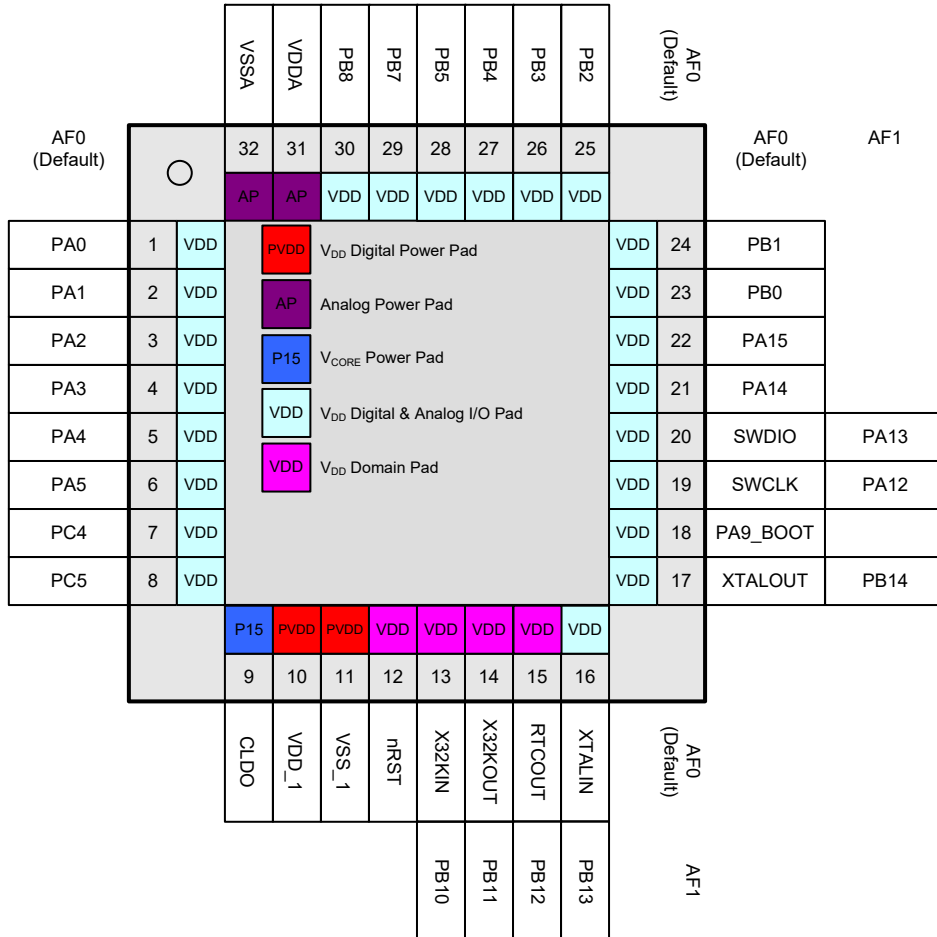 VSSA VDDA PB8 PB7 PB5 PB4 PB3 PB2 AF0 (Default)
AF0 (Default)
32 31 30 29 28 27 26 25
AF0 (Default) AF1
AP AP VDD VDD VDD VDD VDD VDD
PA0 1 VDD
PA1 2 VDD
PA2 3 VDD
PA3 4 VDD
PA4 5 VDD
PA5 6 VDD
PC4 7 VDD
PC5 8 VDD
PVDD VDD Digital Power Pad
AP Analog Power Pad
P15 VCORE Power Pad
VDD VDD Digital & Analog I/O Pad
VDD VDD Domain Pad
VDD 24 PB1
VDD 23 PB0
VDD 22 PA15
VDD 21 PA14
VDD 20 SWDIO PA13
VDD 19 SWCLK PA12
VDD 18 PA9_BOOT
VDD 17 XTALOUT PB14
P15 PVDD PVDD VDD VDD VDD VDD VDD
9 10 11 12 13 14 15 16
CLDO VDD_1 VSS_1 nRST X32KIN X32KOUT RTCOUT XTALIN AF0 (Default)
PB10 PB11 PB12 PB13 AF1